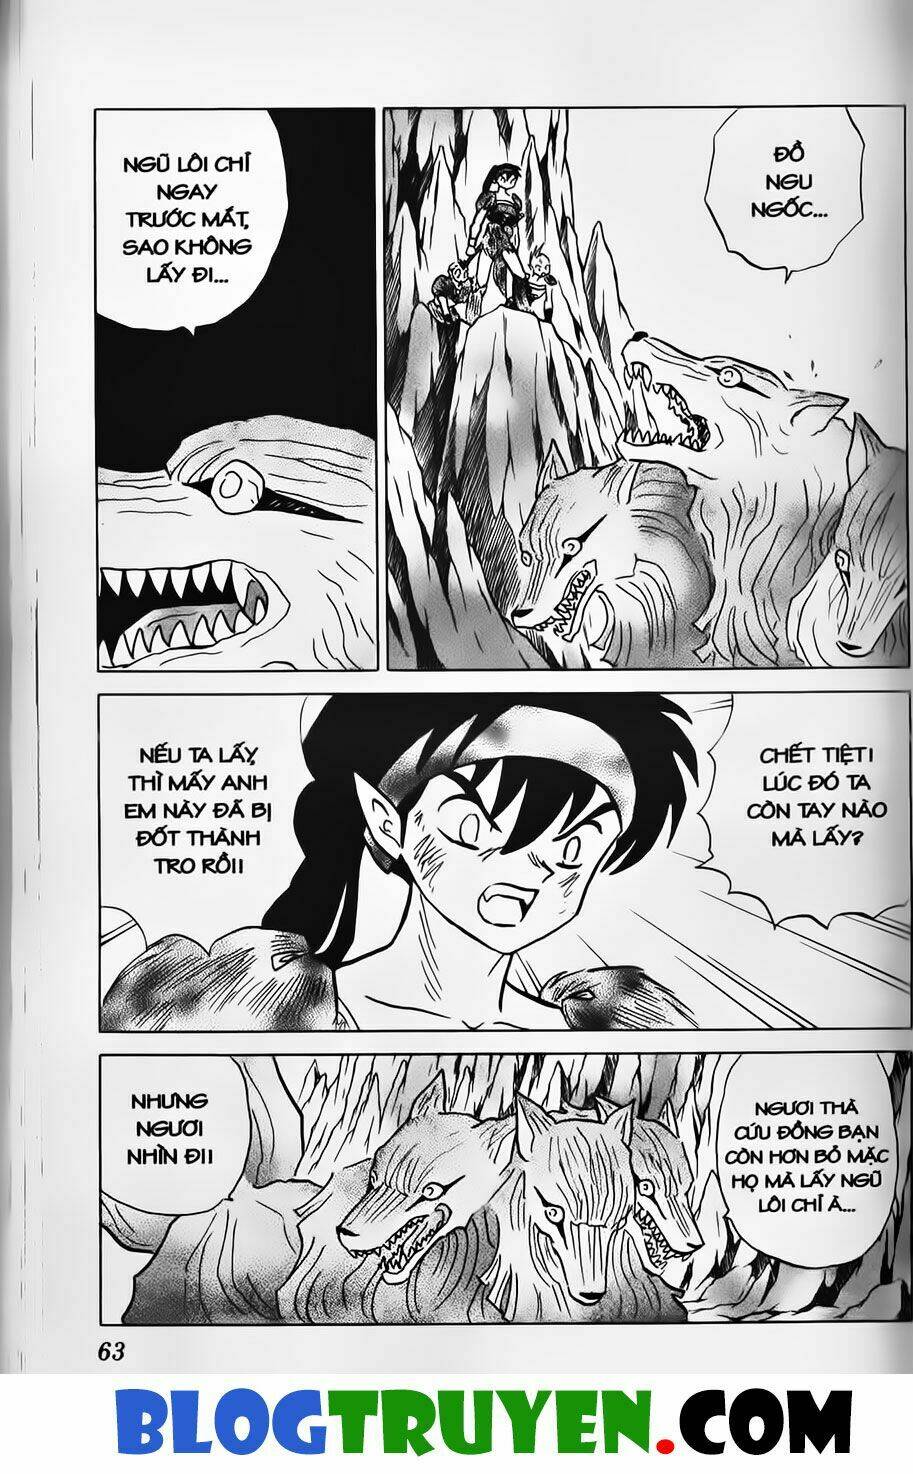 ĐỒ
NGU
NGỐC...
NGŨ LÔI CHỈ
NGAY
TRƯỚC MẮT,
SAO KHÔNG
LẤY ĐI...
CHẾT TIỆT!
LÚC ĐÓ TA
CÒN TAY NÀO
MÀ LẤY?
NẾU TA LẤY,
THÌ MẤY ANH
EM NÀY ĐÃ BỊ
ĐỐT THÀNH
TRO RỒI!
NGƯƠI THÀ
CỨU ĐỒNG BẠN
CÒN HƠN BỎ MẶC
HỌ MÀ LẤY NGŨ
LÔI CHỈ À...
NHƯNG
NGƯƠI
NHÌN ĐI!
63
BLOGTRUYEN.COM